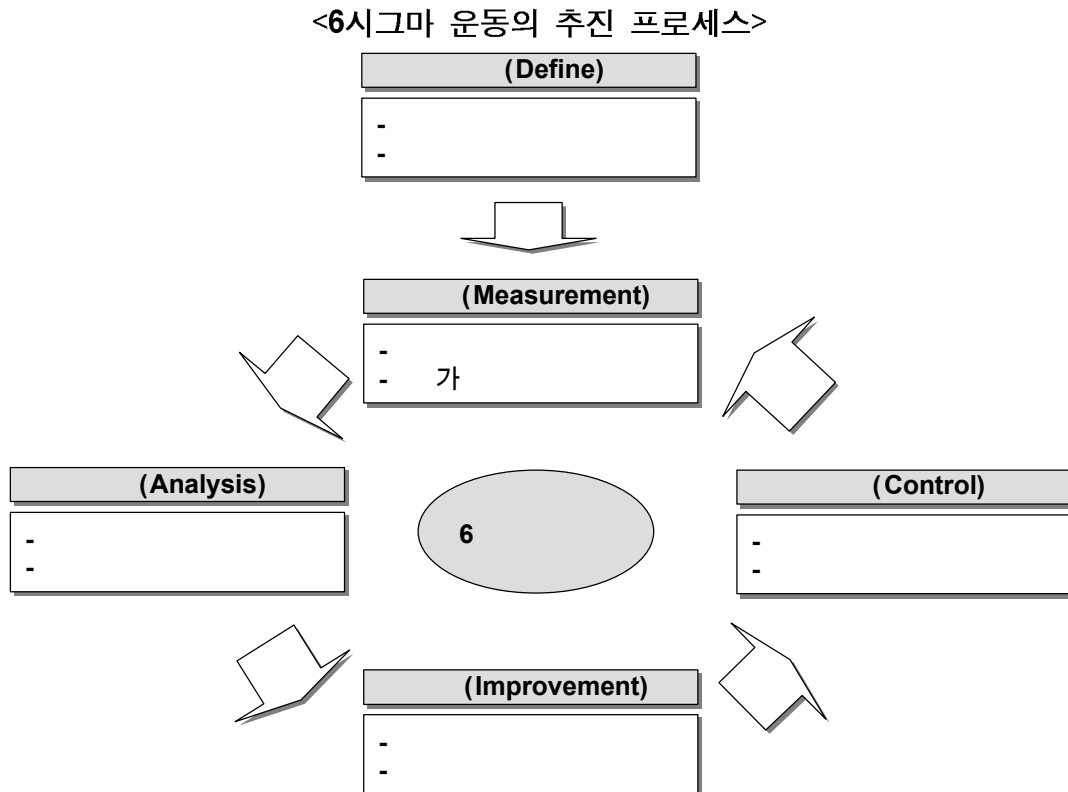 <6시그마 운동의 추진 프로세스>
(Define)
-
-
(Measurement)
-
- 가
(Analysis)
-
-
6
(Control)
-
-
(Improvement)
-
-